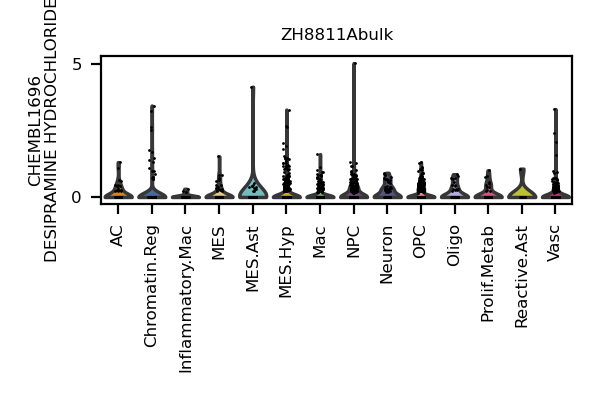 ZH8811Abulk
CHEMBL1696
DESIPRAMINE HYDROCHLORIDE
5
0
AC
Chromatin.Reg
Inflammatory.Mac
MES
MES.Ast
MES.Hyp
Mac
NPC
Neuron
OPC
Oligo
Prolif.Metab
Reactive.Ast
Vasc